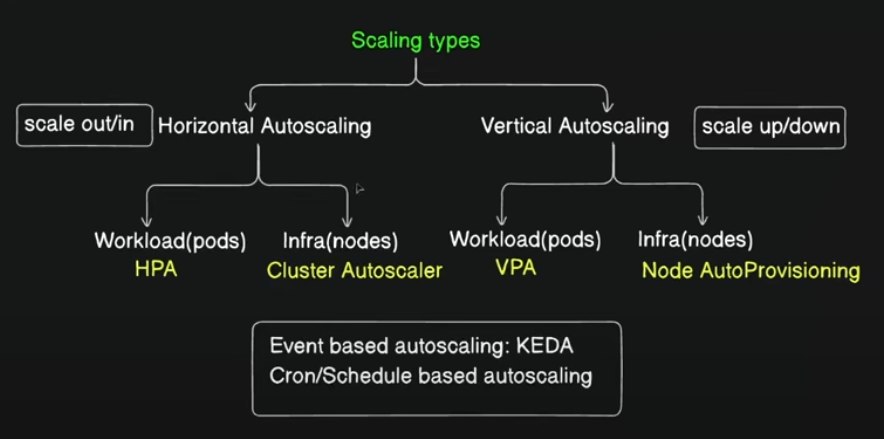 Scaling types
scale out/in
Horizontal Autoscaling
Vertical Autoscaling
scale up/down
Workload(pods)
HPA
Infra(nodes)
Cluster Autoscaler
Workload(pods)
VPA
Infra(nodes)
Node AutoProvisioning
Event based autoscaling: KEDA
Cron/Schedule based autoscaling